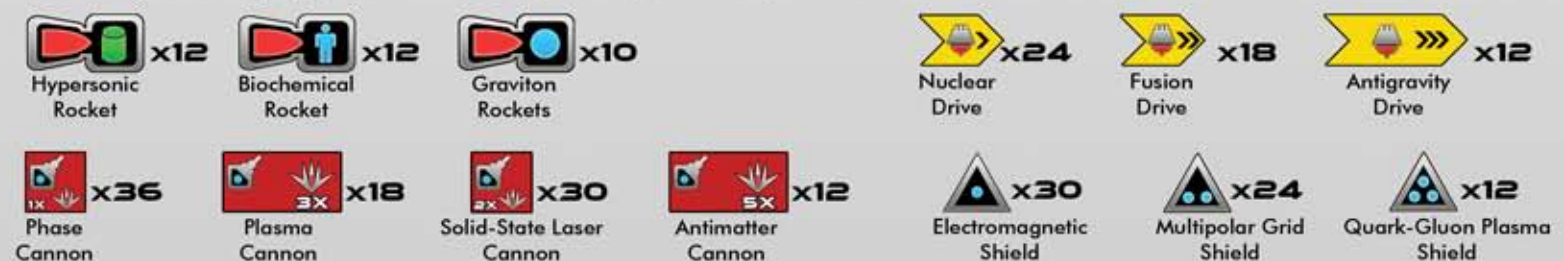 x12 x12 x10 x24 x18 x12
Hypersonic Biochemical Graviton Nuclear Fusion Antigravity
Rocket Rocket Rockets Drive Drive Drive
1X x36 3X x18 2X x30 5X x12 x30 x24 x12
Phase Plasma Solid-State Laser Antimatter Electromagnetic Multipolar Grid Quark-Gluon Plasma
Cannon Cannon Cannon Cannon Shield Shield Shield